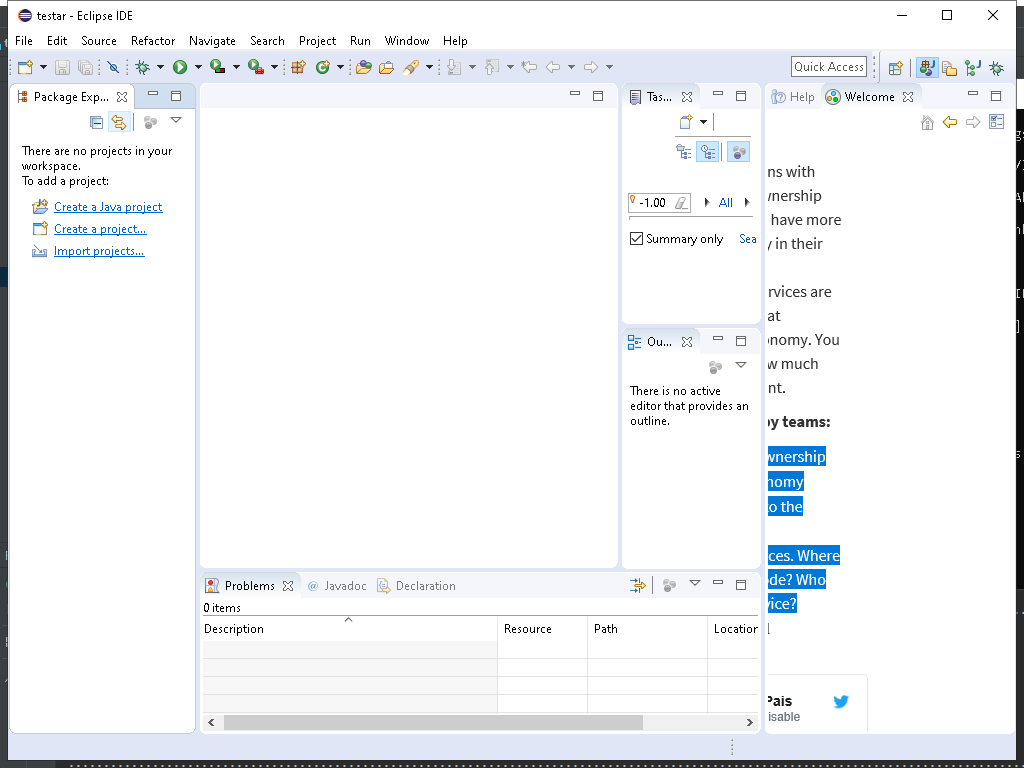 testar - Eclipse IDE
File Edit Source Refactor Navigate Search Project Run Window Help
Quick Access
Package Exp...
There are no projects in your
workspace.
To add a project:
Create a Java project
Create a project...
Import projects...
Tas...
-1.00
All
Summary only
Sea
Ou...
There is no active
editor that provides an
outline.
Help
Welcome
ns with
wnership
have more
y in their
rvices are
at
onomy. You
w much
nt.
by teams:
wnership
nomy
o the
ces. Where
ode? Who
vice?
Pais
isable
Problems
@ Javadoc
Declaration
0 items
Description Resource Path Location